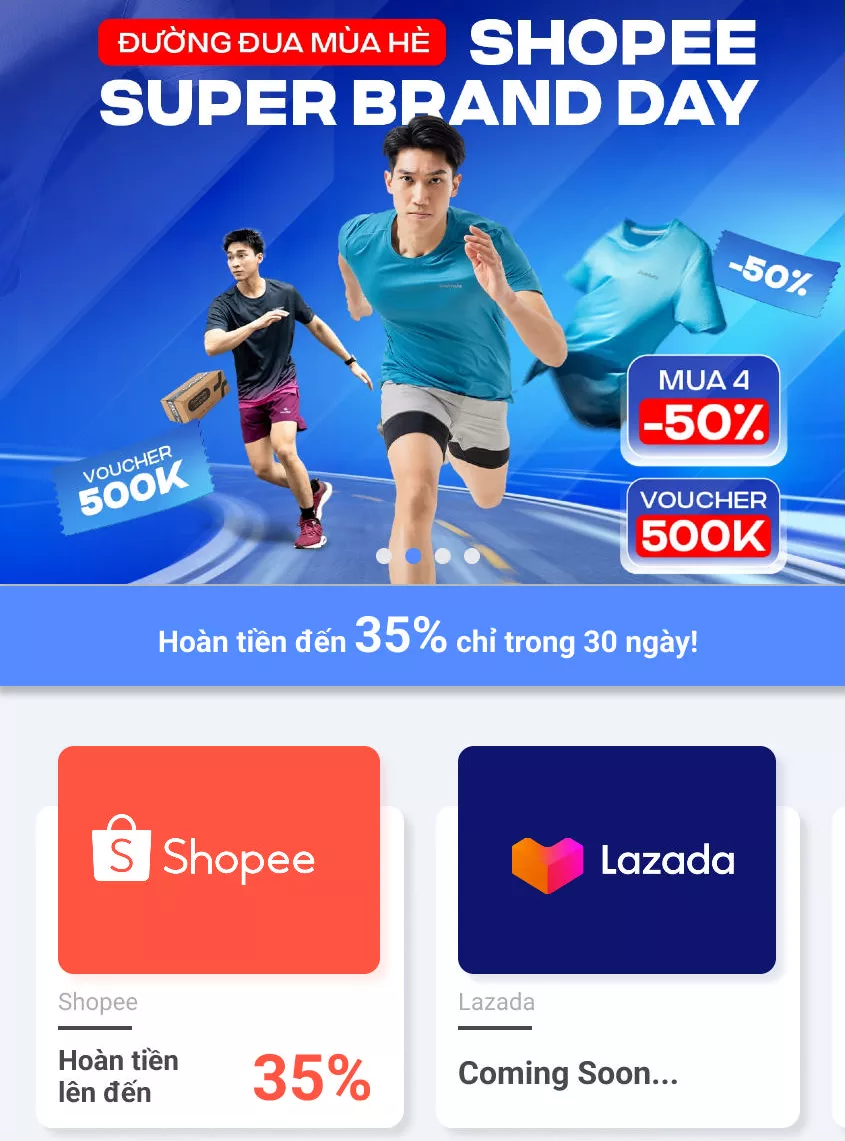 ĐƯỜNG ĐUA MÙA HÈ SHOPEE
SUPER BRAND DAY
-50%
MUA 4
-50%
VOUCHER
500K
VOUCHER
500K
Hoàn tiền đến 35% chỉ trong 30 ngày!
S Shopee
Lazada
Shopee
Hoàn tiền
lên đến
35%
Lazada
Coming Soon...